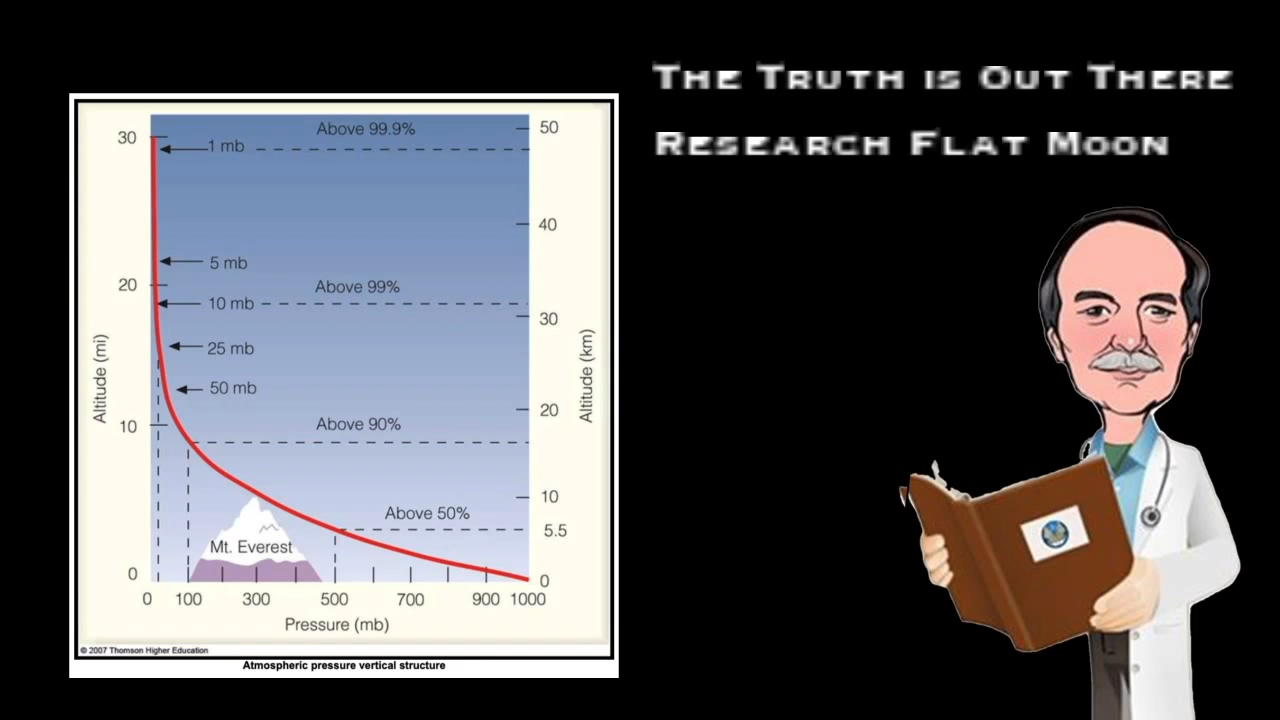 THE TRUTH IS OUT THERE
RESEARCH FLAT MOON
30
Above 99.9%
50
1 mb
40
5 mb
20
Above 99%
10 mb
30
25 mb
Altitude (mi)
Altitude (km)
50 mb
20
10
Above 90%
10
Above 50%
5.5
Mt. Everest
0
0
0 100 300 500 700 900 1000
Pressure (mb)
© 2007 Thomson Higher Education
Atmospheric pressure vertical structure